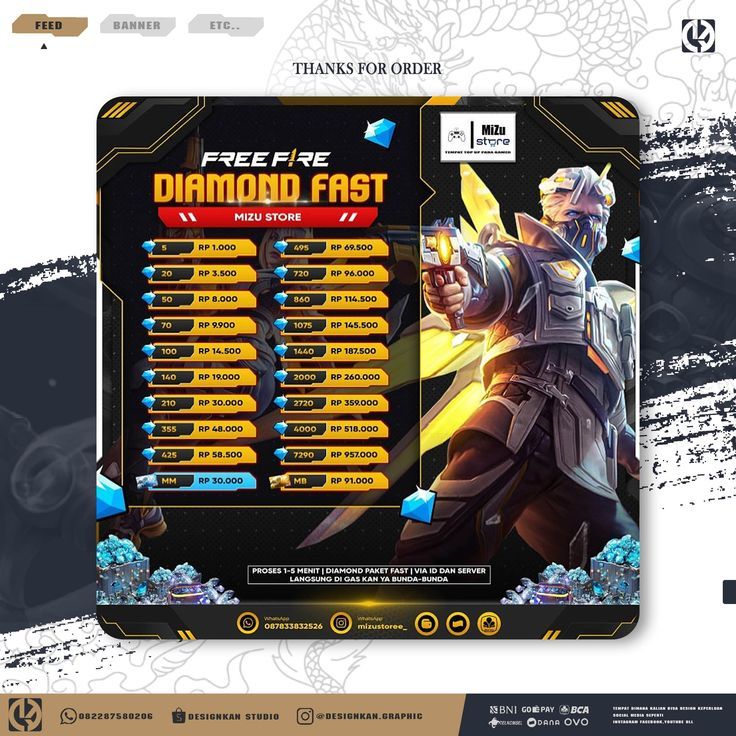 FEED
BANNER
ETC..
THANKS FOR ORDER
FREE FIRE
DIAMOND FAST
MIZU STORE
MiZu
store
TEMPAT TOP UP PARA GAMER
5 RP 1.000
20 RP 3.500
50 RP 8.000
70 RP 9.900
100 RP 14.500
140 RP 19.000
210 RP 30.000
355 RP 48.000
425 RP 58.500
MM RP 30.000
495 RP 69.500
720 RP 96.000
860 RP 114.500
1075 RP 145.500
1440 RP 187.500
2000 RP 260.000
2720 RP 359.000
4000 RP 518.000
7290 RP 957.000
MB RP 91.000
PROSES 1-5 MENIT | DIAMOND PAKET FAST | VIA ID DAN SERVER
LANGSUNG DI GAS KAN YA BUNDA-BUNDA
WhatsApp
087833832526
WhatsApp
mizustoree_
082287580206
DESIGNKAN STUDIO
@DESIGNKAN.GRAPHIC
BNI GOPAY BCA
TELKOMSEL DANA OVO
TEMPAT DIMANA KALIAN BISA DESIGN KEPERLUAN
SOCIAL MEDIA SEPERTI
INSTAGRAM FACEBOOK,YOUTUBE DLL